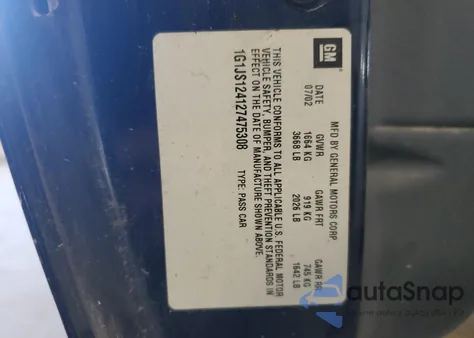 GM
MFD BY GENERAL MOTORS CORP
DATE GVWR GAWR FRT GAWR RR
07/02 1664 KG 919 KG 745 KG
3668 LB 2026 LB 1642 LB
THIS VEHICLE CONFORMS TO ALL APPLICABLE U.S. FEDERAL MOTOR
VEHICLE SAFETY, BUMPER, AND THEFT PREVENTION STANDARDS IN
EFFECT ON THE DATE OF MANUFACTURE SHOWN ABOVE.
1G1JS124127475308 TYPE: PASS CAR
autoSnap